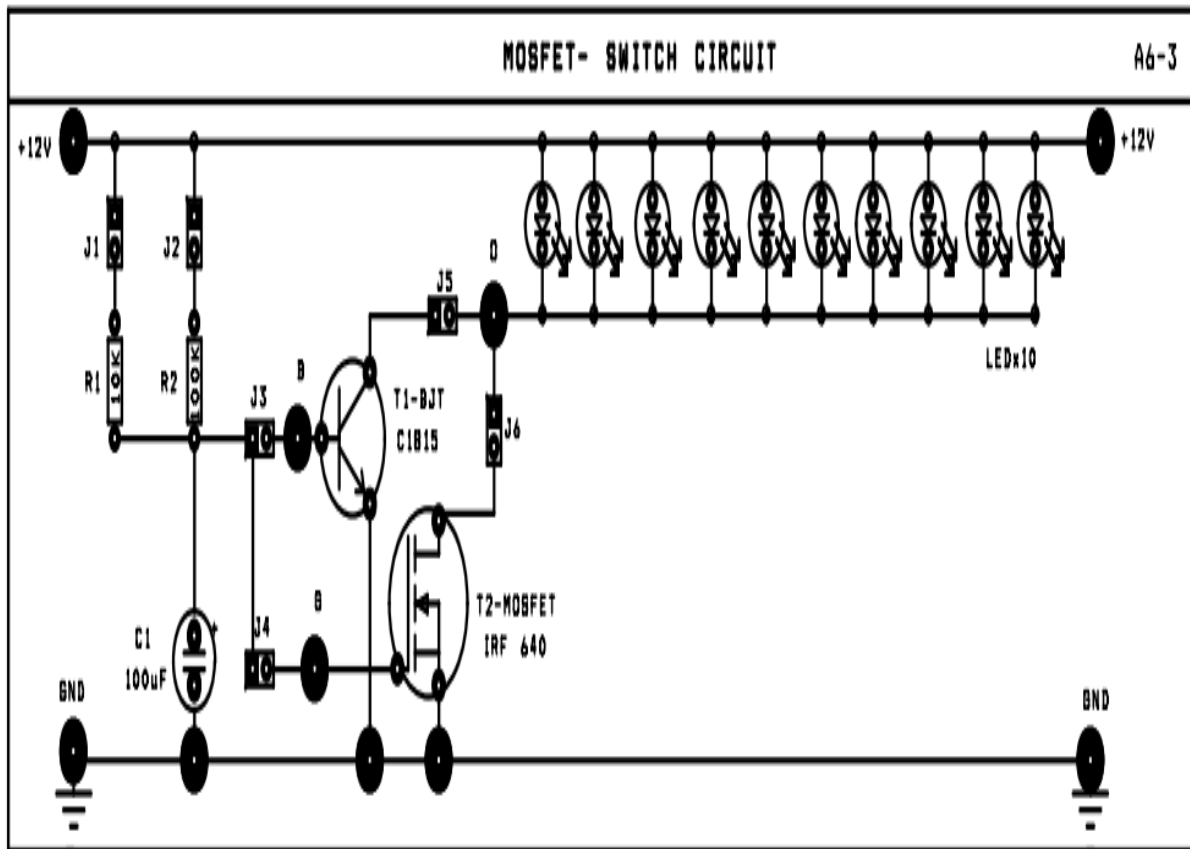 MOSFET- SWITCH CIRCUIT
A6-3
+12V
+12V
J1
J2
D
J5
R1
10K
R2
100K
J3
B
T1-BJT
C1815
J6
LEDx10
C1
100uF
+
J4
G
T2-MOSFET
IRF 640
GND
GND